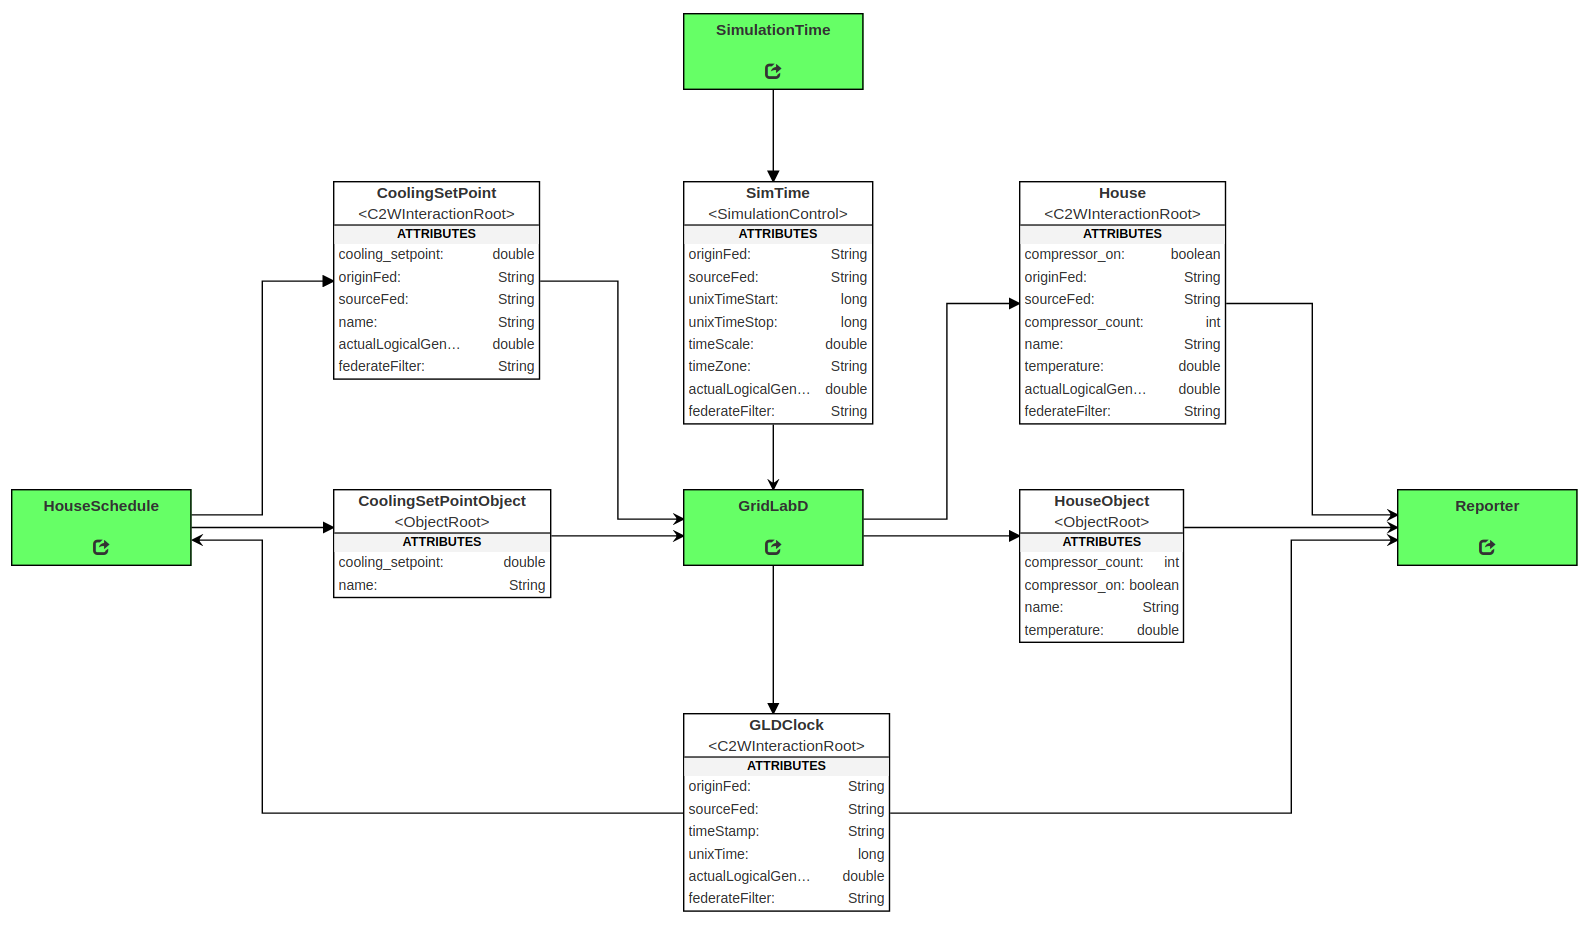 SimulationTime
CoolingSetPoint
<C2WInteractionRoot>
ATTRIBUTES
cooling_setpoint: double
originFed: String
sourceFed: String
name: String
actualLogicalGen… double
federateFilter: String
SimTime
<SimulationControl>
ATTRIBUTES
originFed: String
sourceFed: String
unixTimeStart: long
unixTimeStop: long
timeScale: double
timeZone: String
actualLogicalGen… double
federateFilter: String
House
<C2WInteractionRoot>
ATTRIBUTES
compressor_on: boolean
originFed: String
sourceFed: String
compressor_count: int
name: String
temperature: double
actualLogicalGen… double
federateFilter: String
HouseSchedule
CoolingSetPointObject
<ObjectRoot>
ATTRIBUTES
cooling_setpoint: double
name: String
GridLabD
HouseObject
<ObjectRoot>
ATTRIBUTES
compressor_count: int
compressor_on: boolean
name: String
temperature: double
Reporter
GLDClock
<C2WInteractionRoot>
ATTRIBUTES
originFed: String
sourceFed: String
timeStamp: String
unixTime: long
actualLogicalGen… double
federateFilter: String